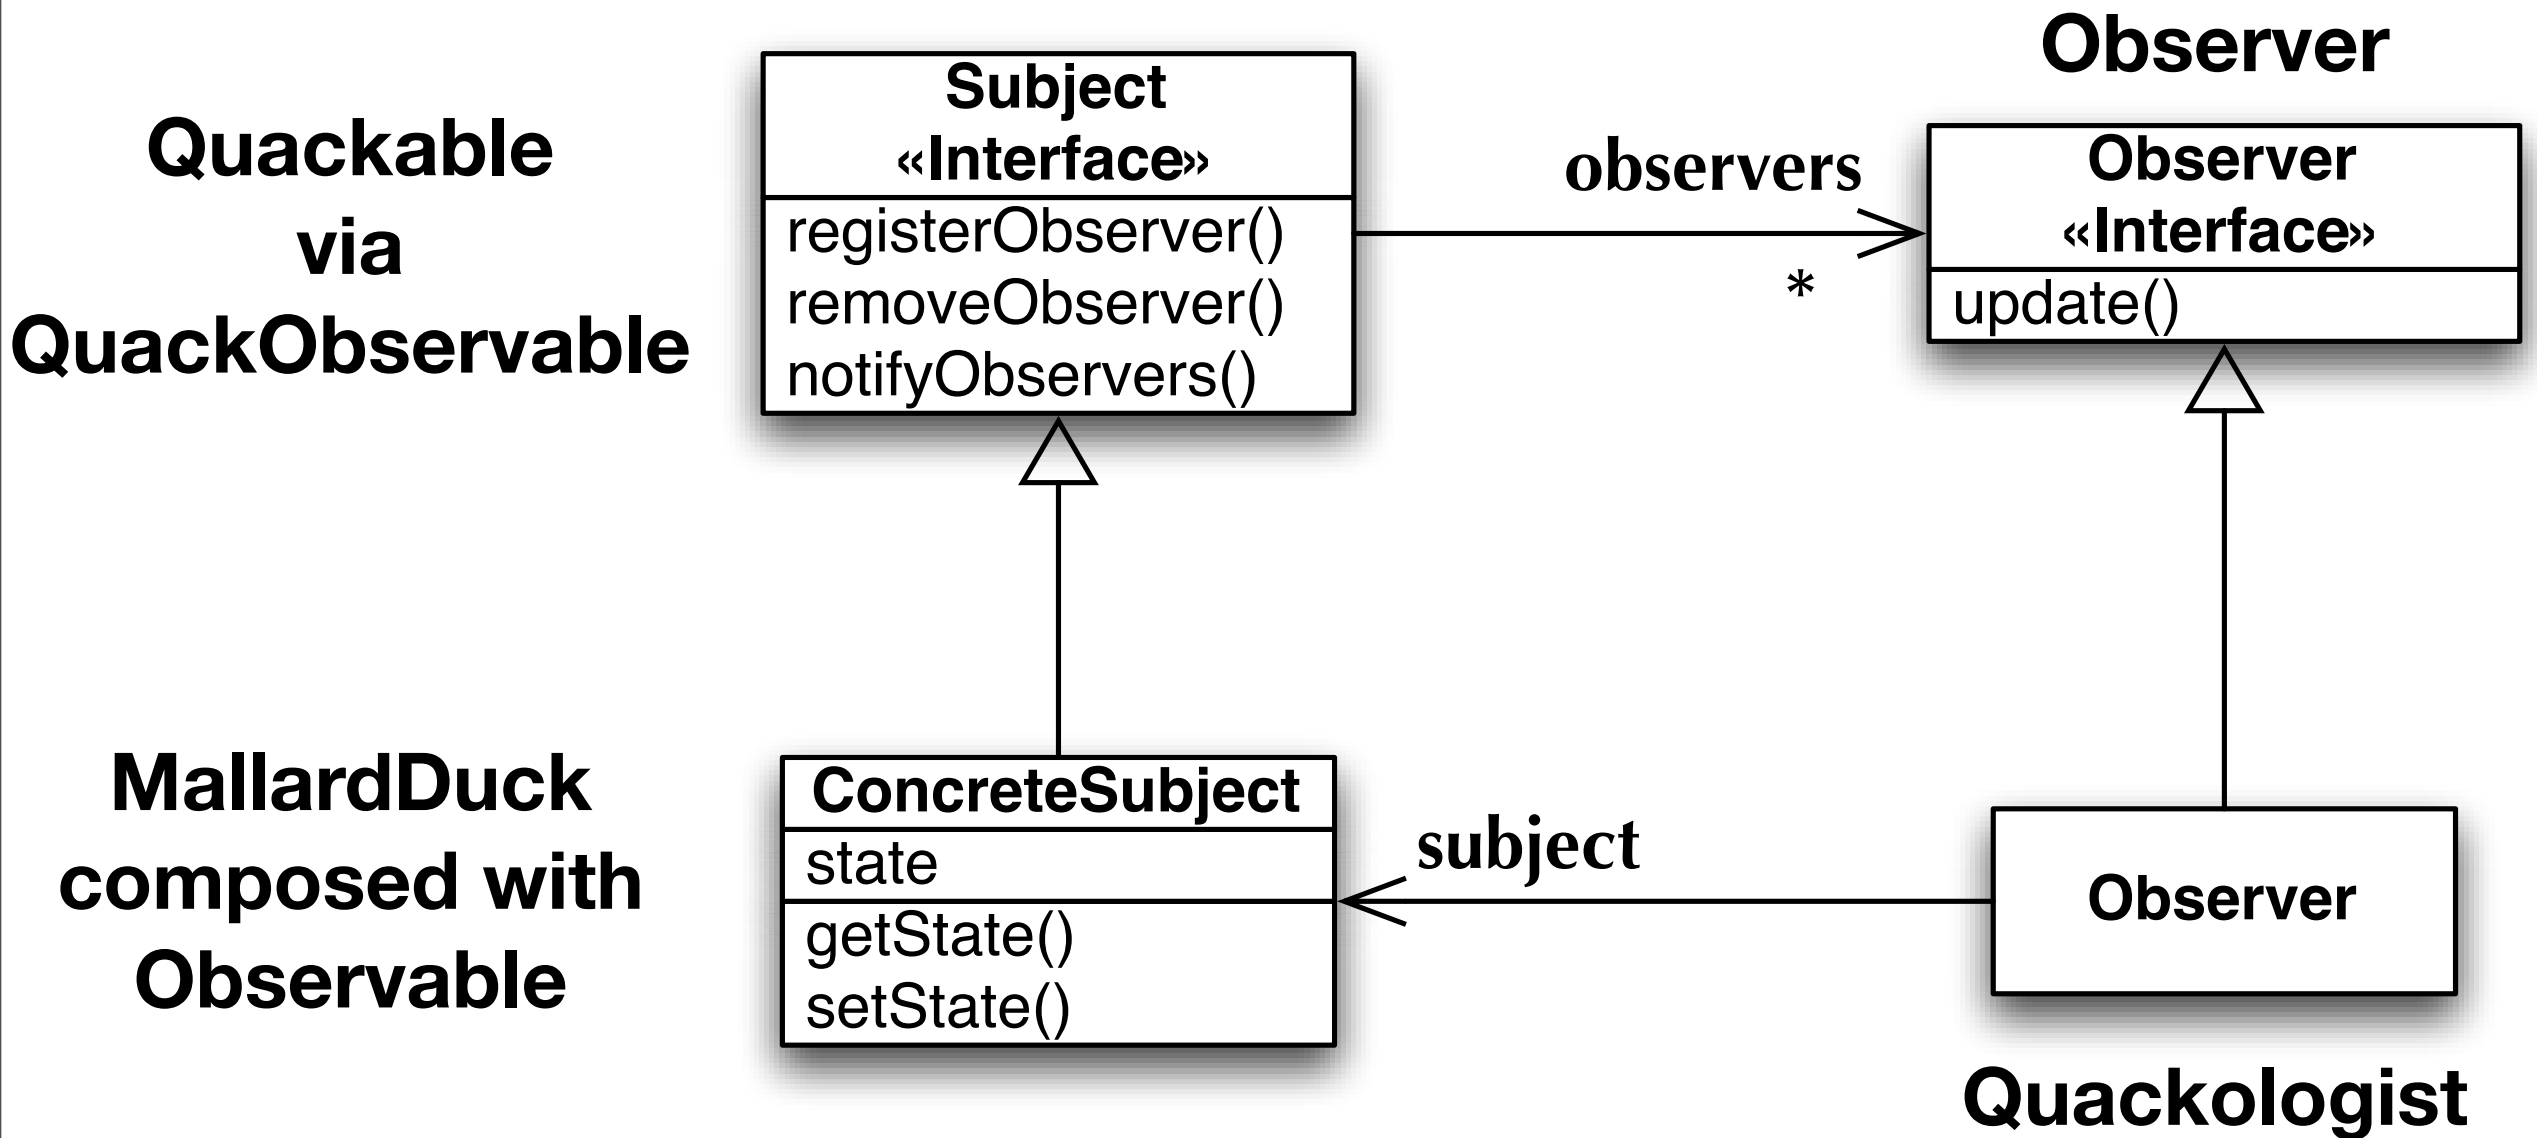 Quackable
via
QuackObservable
Subject
«Interface»
registerObserver()
removeObserver()
notifyObservers()
observers
*
Observer
Observer
«Interface»
update()
MallardDuck
composed with
Observable
ConcreteSubject
state
getState()
setState()
subject
Observer
Quackologist